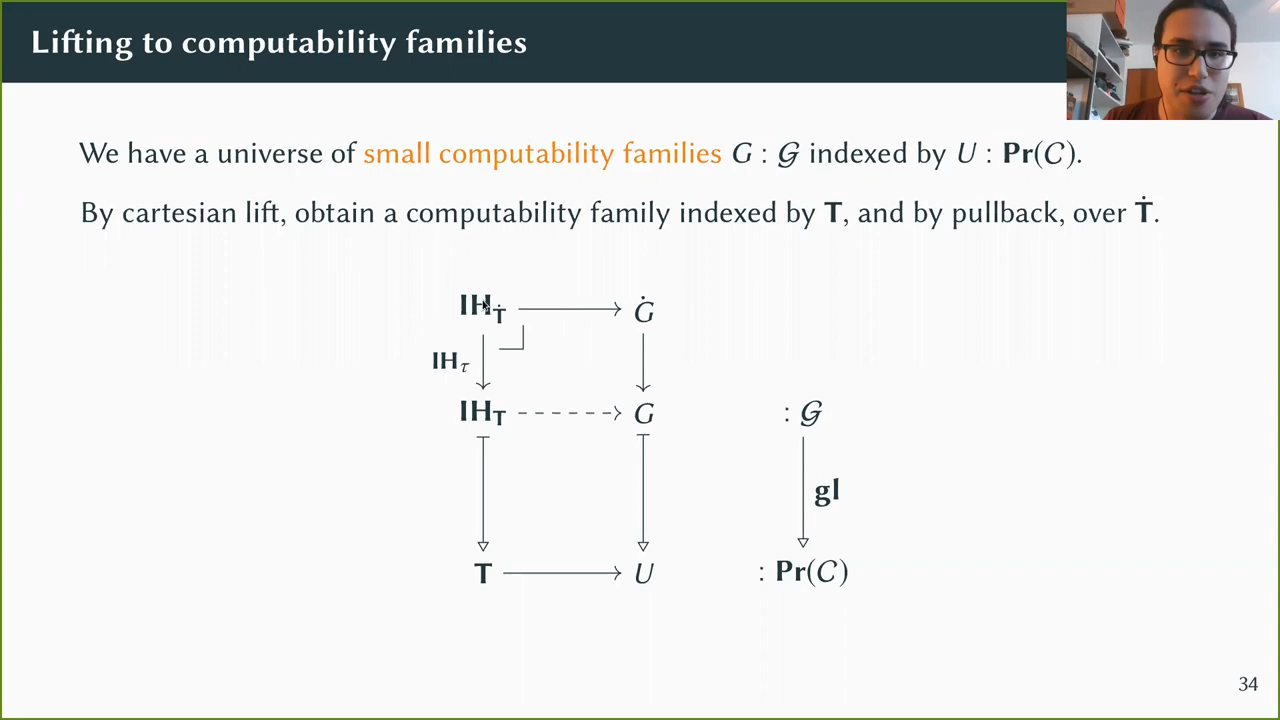 Lifting to computability families
We have a universe of small computability families G : 𝒢 indexed by U : Pr(𝒞).
By cartesian lift, obtain a computability family indexed by T, and by pullback, over Ṫ.
IH_Ṫ Ġ
IH_τ
IH_T G : 𝒢
gl
T U : Pr(𝒞)
34